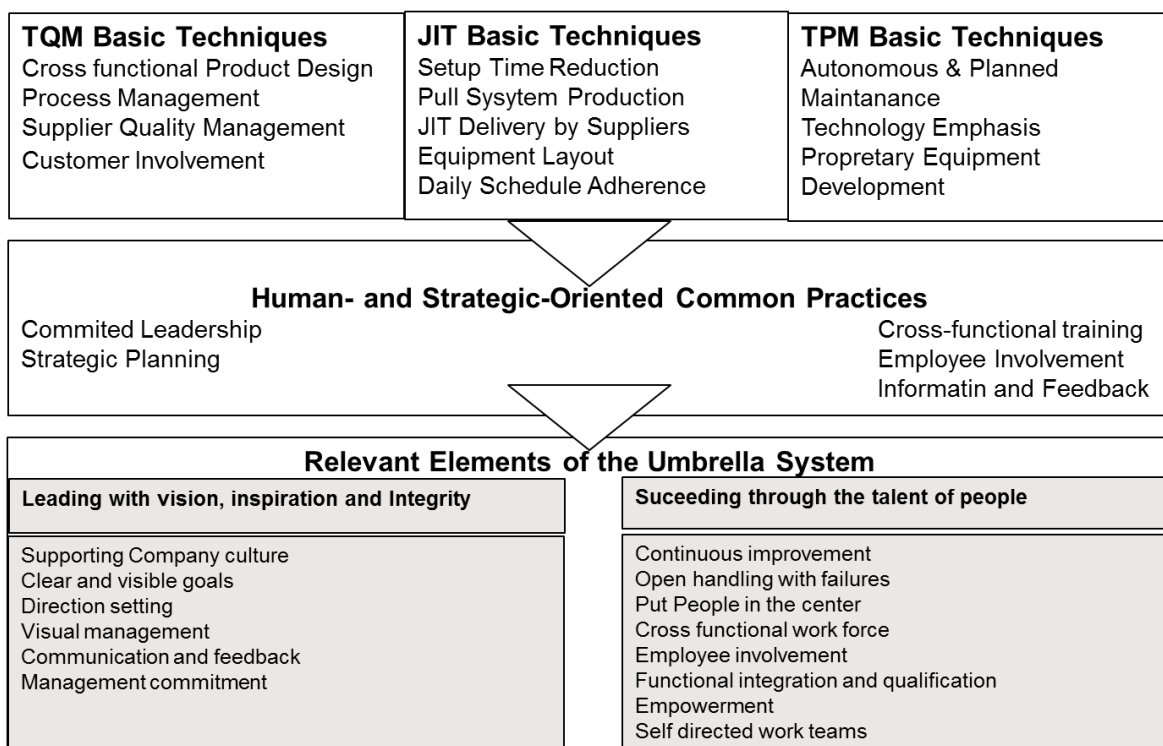 TQM Basic Techniques
Cross functional Product Design
Process Management
Supplier Quality Management
Customer Involvement
JIT Basic Techniques
Setup Time Reduction
Pull Sysytem Production
JIT Delivery by Suppliers
Equipment Layout
Daily Schedule Adherence
TPM Basic Techniques
Autonomous & Planned
Maintanance
Technology Emphasis
Propretary Equipment
Development
Human- and Strategic-Oriented Common Practices
Commited Leadership
Strategic Planning
Cross-functional training
Employee Involvement
Informatin and Feedback
Relevant Elements of the Umbrella System
Leading with vision, inspiration and Integrity
Supporting Company culture
Clear and visible goals
Direction setting
Visual management
Communication and feedback
Management commitment
Suceeding through the talent of people
Continuous improvement
Open handling with failures
Put People in the center
Cross functional work force
Employee involvement
Functional integration and qualification
Empowerment
Self directed work teams